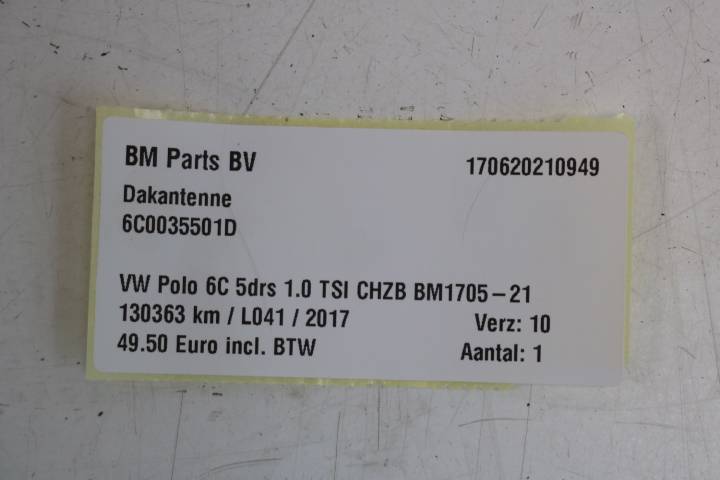 BM Parts BV 170620210949
Dakantenne
6C0035501D
VW Polo 6C 5drs 1.0 TSI CHZB BM1705-21
130363 km / L041 / 2017 Verz: 10
49.50 Euro incl. BTW Aantal: 1